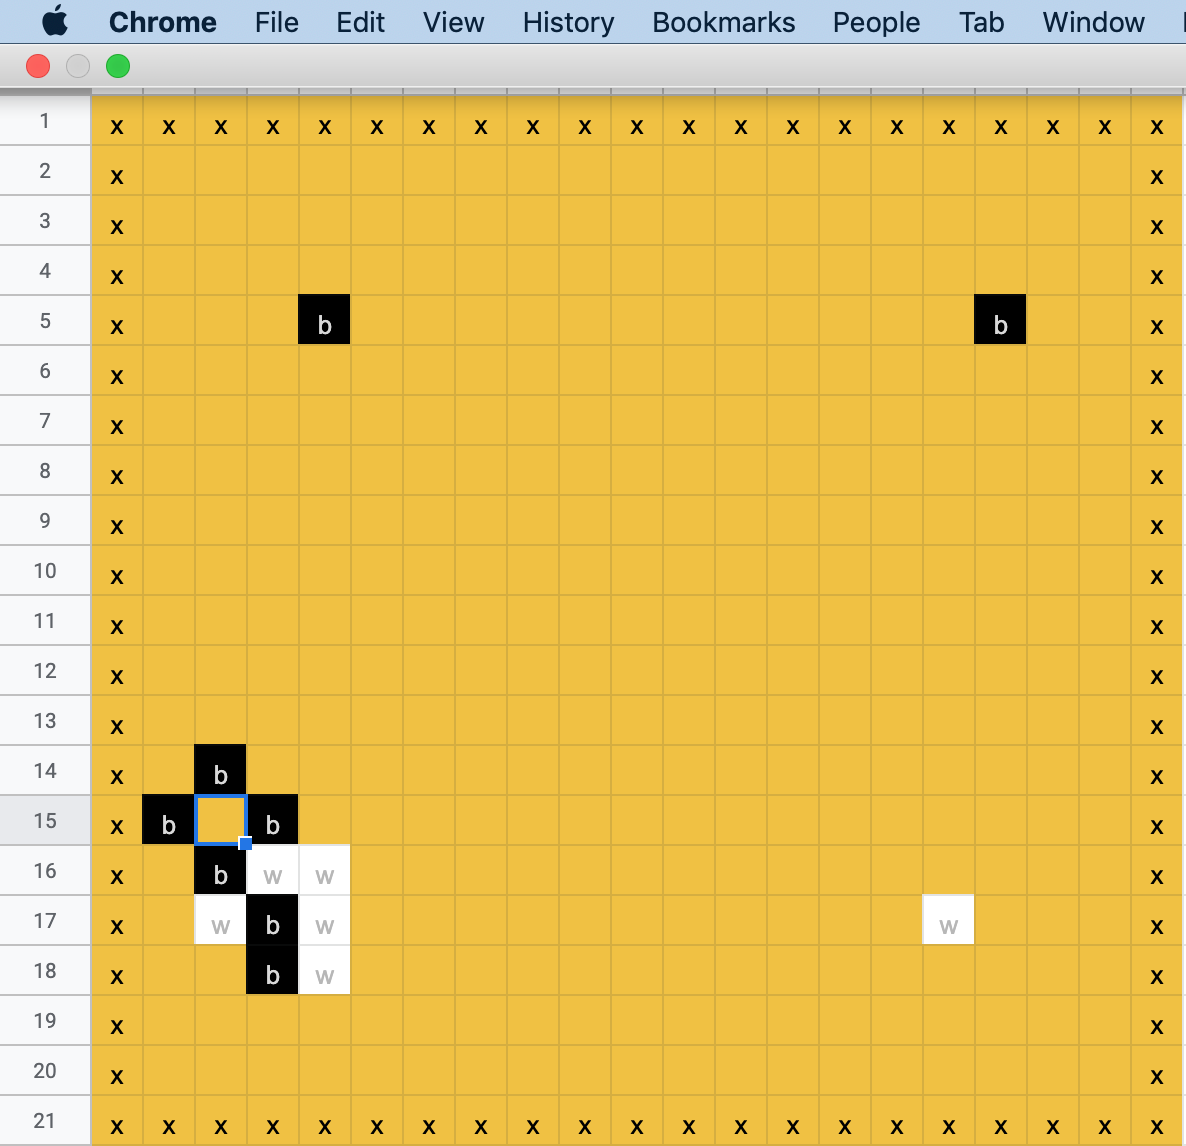 Chrome File Edit View History Bookmarks People Tab Window
1 x x x x x x x x x x x x x x x x x x x x x
2 x x
3 x x
4 x x
5 x b b x
6 x x
7 x x
8 x x
9 x x
10 x x
11 x x
12 x x
13 x x
14 x b x
15 x b b x
16 x b w w x
17 x w b w w x
18 x b w x
19 x x
20 x x
21 x x x x x x x x x x x x x x x x x x x x x